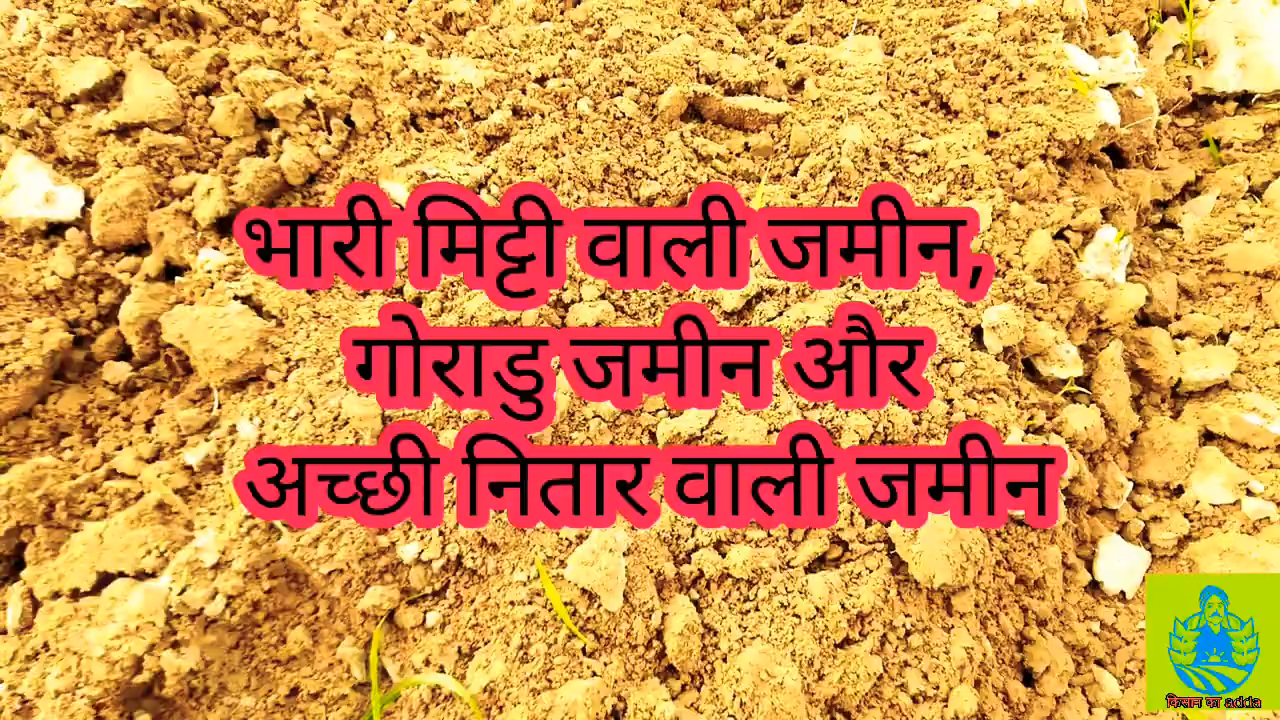 भारी मिट्टी वाली जमीन,
गोराडु जमीन और
अच्छी नितार वाली जमीन
किसान का adda